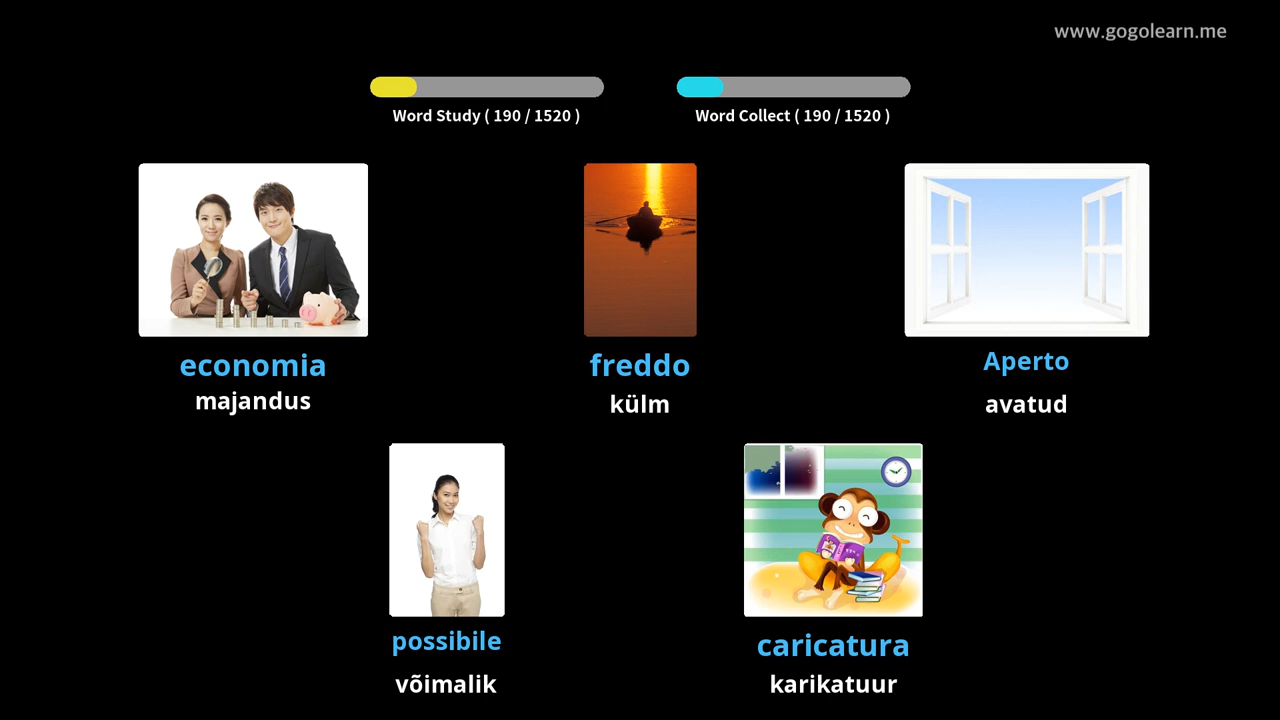 www.gogolearn.me
Word Study ( 190 / 1520 )
Word Collect ( 190 / 1520 )
economia
majandus
freddo
külm
Aperto
avatud
possibile
võimalik
caricatura
karikatuur